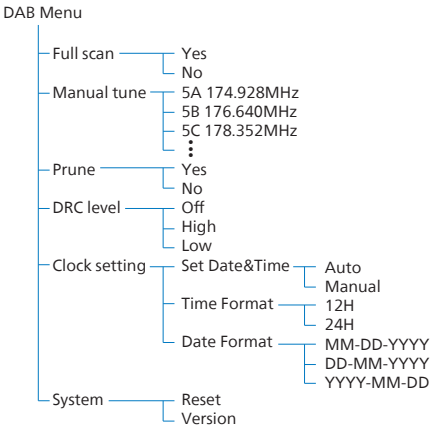 DAB Menu
Full scan Yes
No
Manual tune 5A 174.928MHz
5B 176.640MHz
5C 178.352MHz
Prune Yes
No
DRC level Off
High
Low
Clock setting Set Date&Time Auto
Manual
Time Format 12H
24H
Date Format MM-DD-YYYY
DD-MM-YYYY
YYYY-MM-DD
System Reset
Version